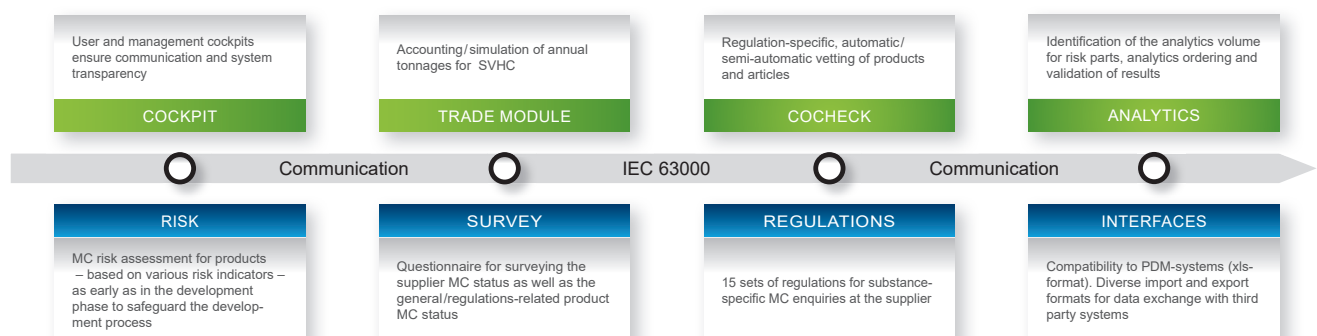 User and management cockpits
ensure communication and system
transparency
COCKPIT
Accounting/simulation of annual
tonnages for SVHC
TRADE MODULE
Regulation-specific, automatic/
semi-automatic vetting of products
and articles
COCHECK
Identification of the analytics volume
for risk parts, analytics ordering and
validation of results
ANALYTICS
Communication
IEC 63000
Communication
RISK
MC risk assessment for products
– based on various risk indicators –
as early as in the development
phase to safeguard the develop-
ment process
SURVEY
Questionnaire for surveying the
supplier MC status as well as the
general/regulations-related product
MC status
REGULATIONS
15 sets of regulations for substance-
specific MC enquiries at the supplier
INTERFACES
Compatibility to PDM-systems (xls-
format). Diverse import and export
formats for data exchange with third
party systems